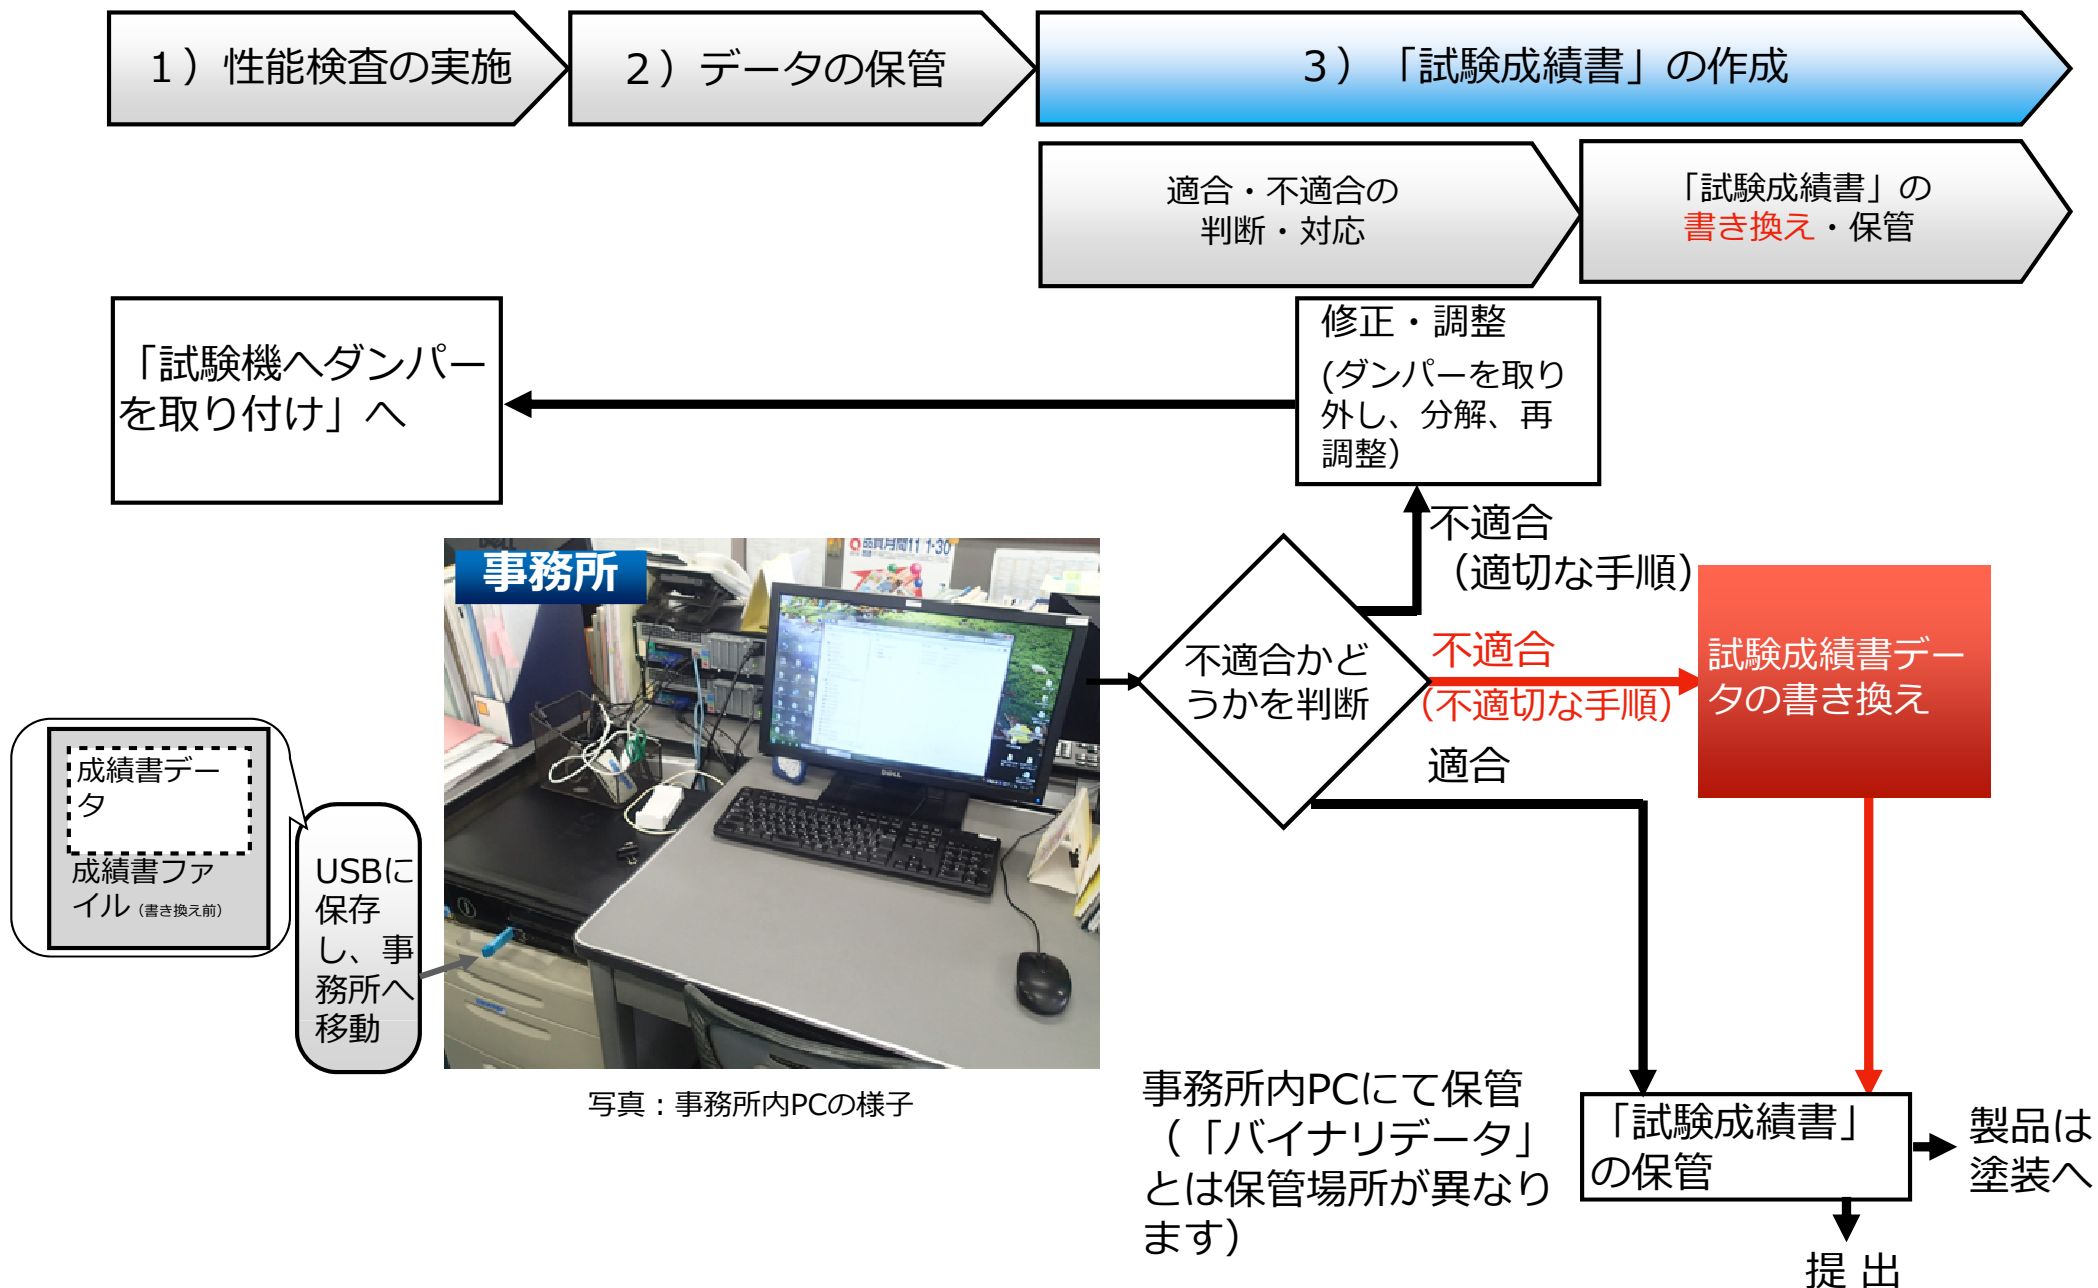 １）性能検査の実施
２）データの保管
３）「試験成績書」の作成
適合・不適合の
判断・対応
「試験成績書」の
書き換え・保管
「試験機へダンパー
を取り付け」へ
修正・調整
(ダンパーを取り
外し、分解、再
調整）
不適合
（適切な手順）
事務所
品質月間11 1-30
DELL
不適合かど
うかを判断
不適合
（不適切な手順）
試験成績書デー
タの書き換え
適合
成績書デー
タ
成績書ファ
イル（書き換え前）
USBに
保存
し、事
務所へ
移動
写真：事務所内PCの様子
事務所内PCにて保管
（「バイナリデータ」
とは保管場所が異なり
ます）
「試験成績書」
の保管
製品は
塗装へ
提 出